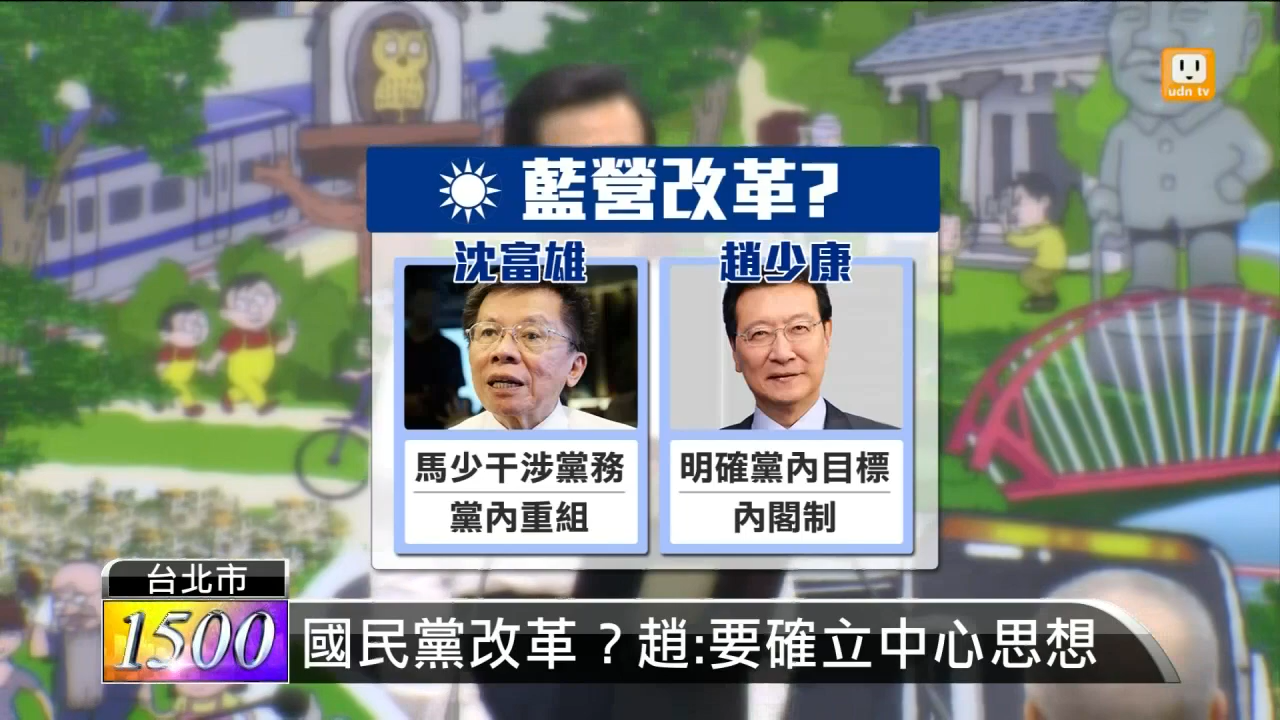 udn tv
藍營改革?
沈富雄
趙少康
馬少干涉黨務
黨內重組
明確黨內目標
內閣制
台北市
1500
國民黨改革？趙:要確立中心思想